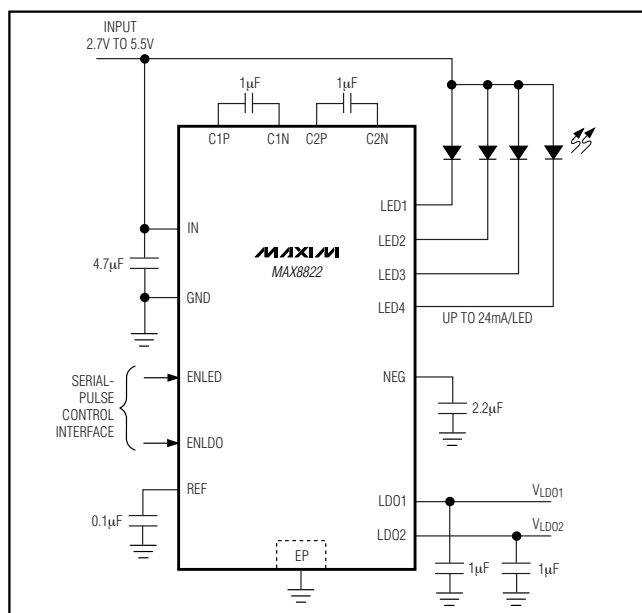 INPUT
2.7V TO 5.5V
1µF
1µF
C1P
C1N
C2P
C2N
LED1
IN
MAXIM
MAX8822
LED2
4.7µF
LED3
GND
LED4
UP TO 24mA/LED
SERIAL-
PULSE
CONTROL
INTERFACE
ENLED
NEG
2.2µF
ENLDO
REF
LDO1
VLDO1
0.1µF
LDO2
VLDO2
EP
1µF
1µF